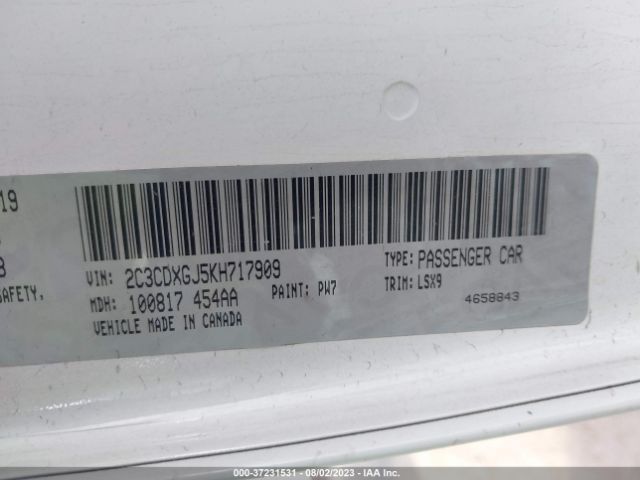 19
8
SAFETY.
VIN: 2C3CDXGJ5KH717909
TYPE: PASSENGER CAR
MDH: 100817 454AA
PAINT: PW7
TRIM: LSX9
VEHICLE MADE IN CANADA
4658843
000-37231531 - 08/02/2023 - IAA Inc.